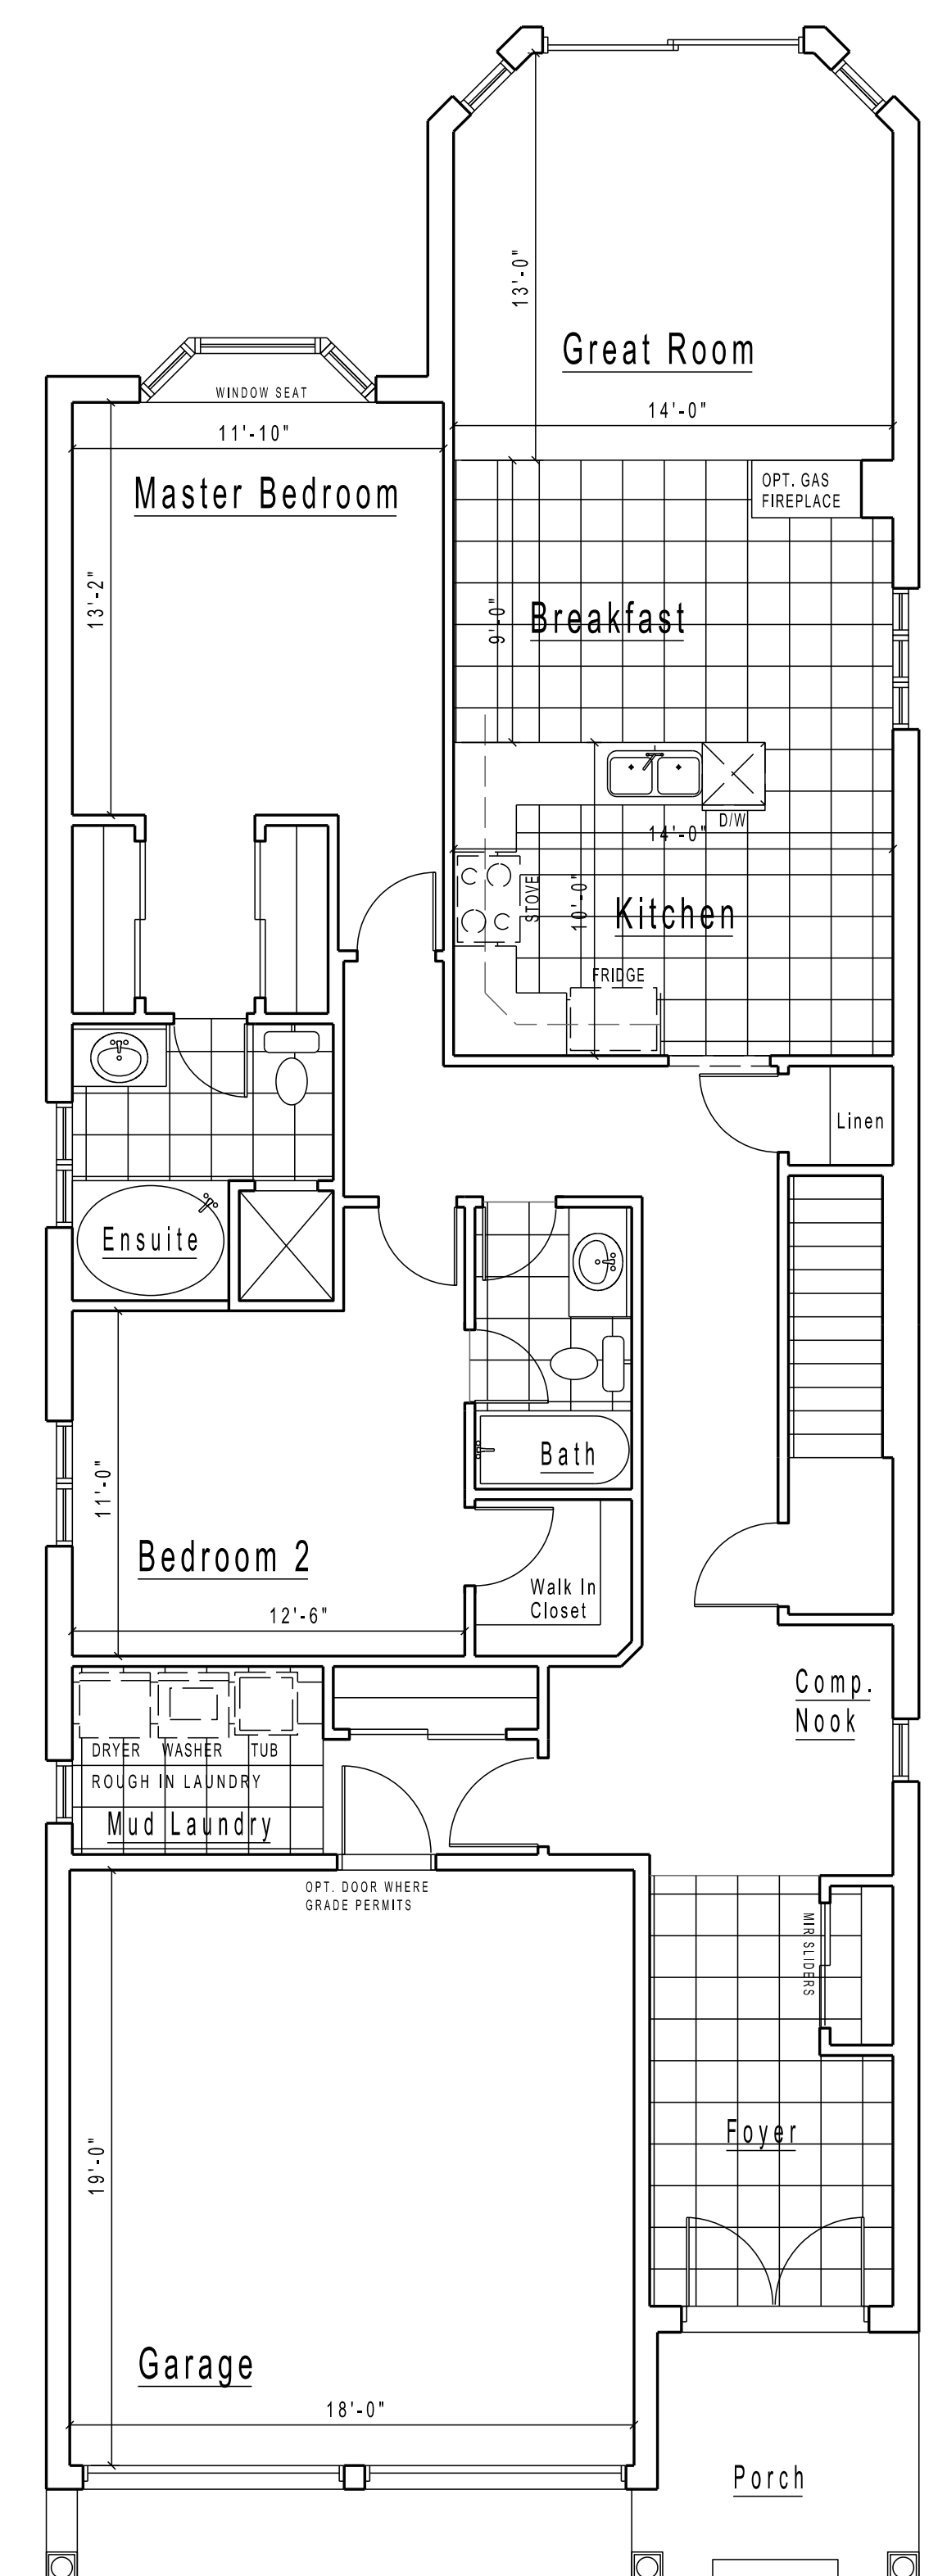 13'-0"
Great Room
14'-0"
WINDOW SEAT
11'-10"
Master Bedroom
13'-2"
OPT. GAS
FIREPLACE
9'-0"
Breakfast
D/W
14'-0"
STOVE
10'-0"
Kitchen
FRIDGE
Linen
Ensuite
Bath
11'-0"
Bedroom 2
12'-6"
Walk In
Closet
Comp.
Nook
DRYER
WASHER
TUB
ROUGH IN LAUNDRY
Mud Laundry
OPT. DOOR WHERE
GRADE PERMITS
MIR SLIDERS
Foyer
19'-0"
Garage
18'-0"
Porch